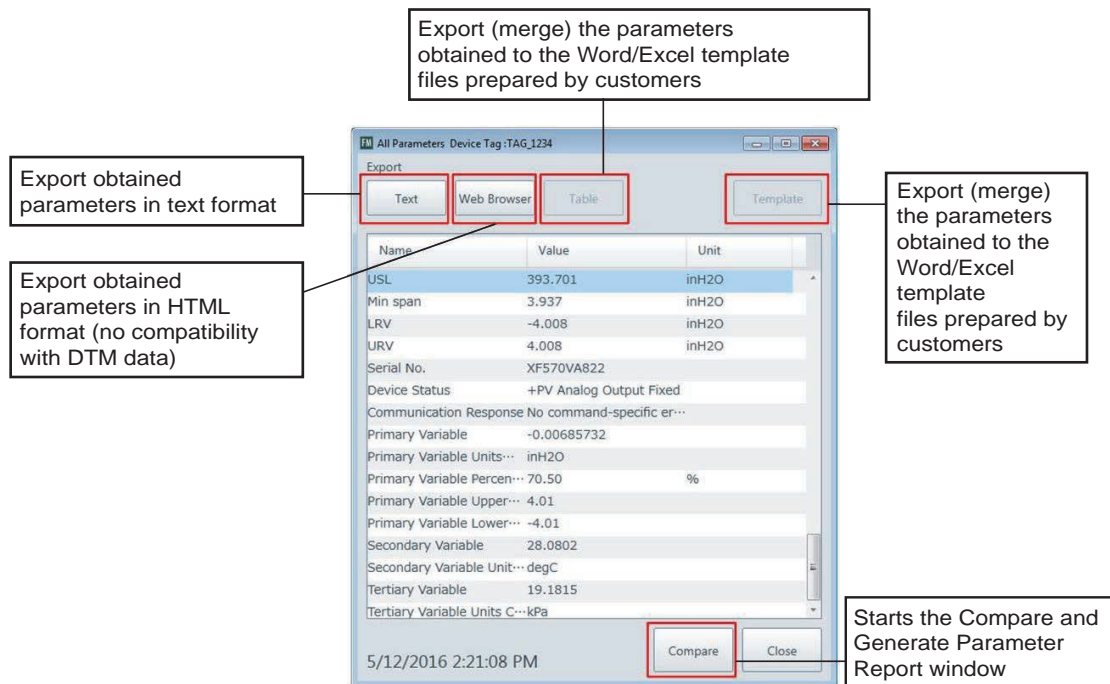 Export (merge) the parameters
obtained to the Word/Excel template
files prepared by customers
Export obtained
parameters in text format
Export obtained
parameters in HTML
format (no compatibility
with DTM data)
FM All Parameters Device Tag :TAG_1234
Export
Text Web Browser Table Template
Name Value Unit
USL 393.701 inH2O
Min span 3.937 inH2O
LRV -4.008 inH2O
URV 4.008 inH2O
Serial No. XF570VA822
Device Status +PV Analog Output Fixed
Communication Response No command-specific er···
Primary Variable -0.00685732
Primary Variable Units··· inH2O
Primary Variable Percen··· 70.50 %
Primary Variable Upper··· 4.01
Primary Variable Lower··· -4.01
Secondary Variable 28.0802
Secondary Variable Unit··· degC
Tertiary Variable 19.1815
Tertiary Variable Units C··· kPa
5/12/2016 2:21:08 PM Compare Close
Export (merge)
the parameters
obtained to the
Word/Excel
template
files prepared by
customers
Starts the Compare and
Generate Parameter
Report window